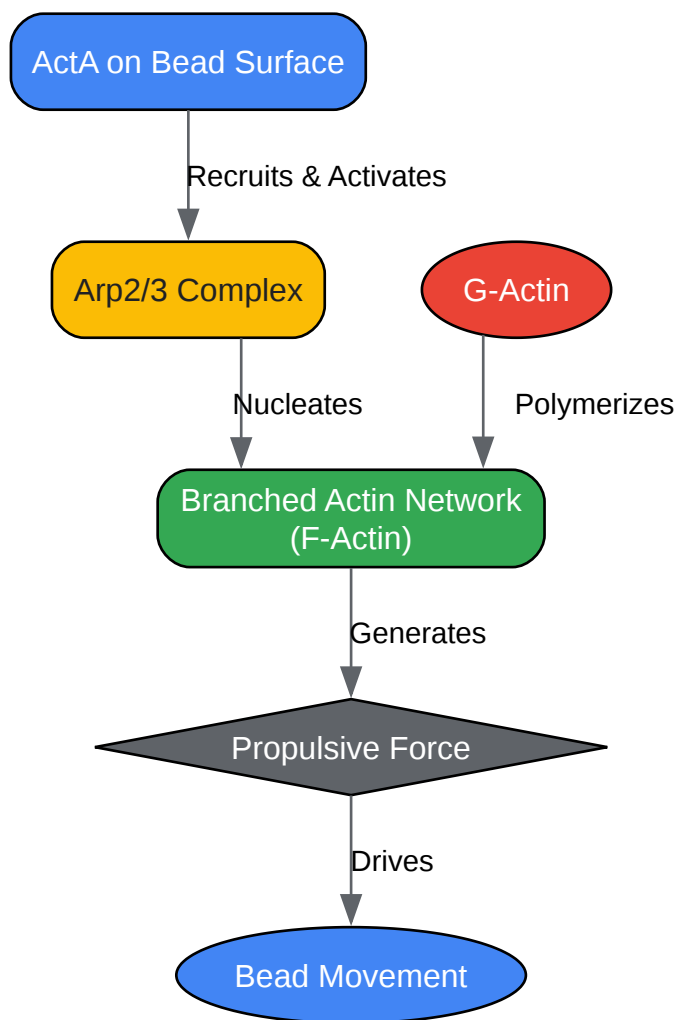 ActA on Bead Surface
Recruits & Activates
Arp2/3 Complex
G-Actin
Nucleates
Polymerizes
Branched Actin Network
(F-Actin)
Generates
Propulsive Force
Drives
Bead Movement